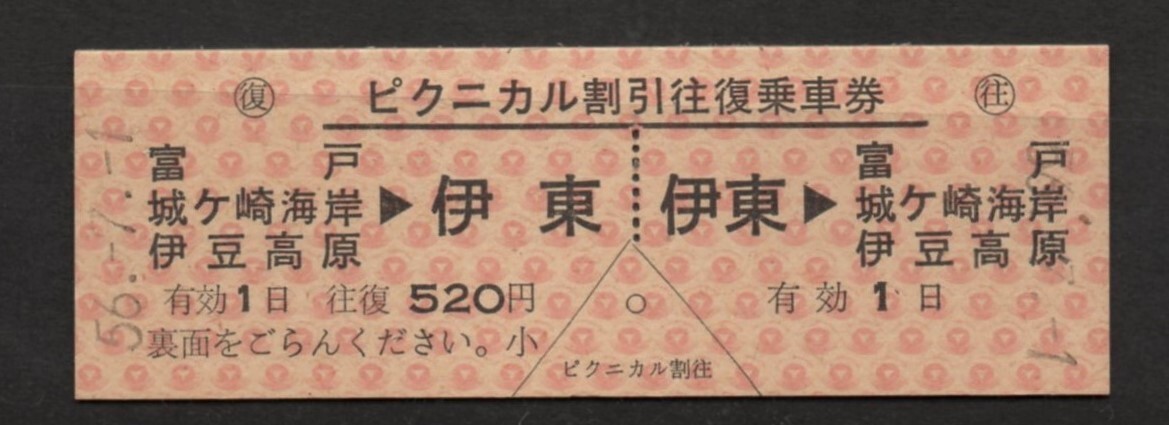 復 ピクニカル割引往復乗車券 往
富戸
城ケ崎海岸▶伊東
伊豆高原
有効1日 往復 520円
裏面をごらんください。小
伊東▶富戸
城ケ崎海岸
伊豆高原
有効1日
ピクニカル割往
56.-7.-1